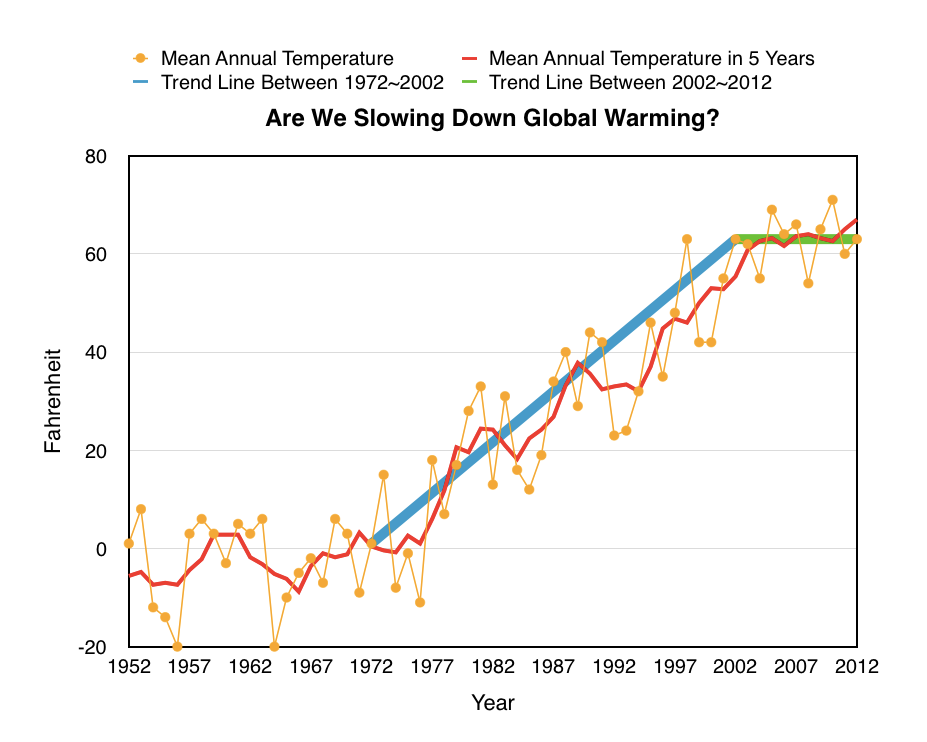 Mean Annual Temperature
Mean Annual Temperature in 5 Years
Trend Line Between 1972~2002
Trend Line Between 2002~2012
Are We Slowing Down Global Warming?
80
60
40
20
0
-20
Fahrenheit
1952 1957 1962 1967 1972 1977 1982 1987 1992 1997 2002 2007 2012
Year